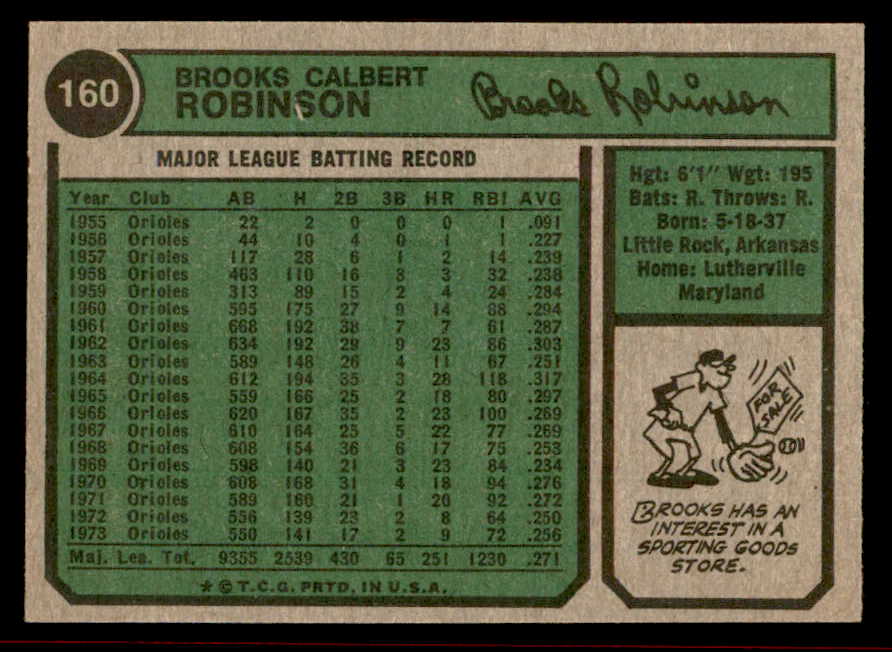 160
BROOKS CALBERT
ROBINSON
Brooks Robinson
MAJOR LEAGUE BATTING RECORD
Year Club AB H 2B 3B HR RBI AVG
1955 Orioles 22 2 0 0 0 1 .091
1956 Orioles 44 10 4 0 1 1 .227
1957 Orioles 117 28 6 1 2 14 .239
1958 Orioles 463 110 16 3 3 32 .238
1959 Orioles 313 89 15 2 4 24 .284
1960 Orioles 595 175 27 9 14 88 .294
1961 Orioles 668 192 38 7 7 61 .287
1962 Orioles 634 192 29 9 23 86 .303
1963 Orioles 589 148 26 4 11 67 .251
1964 Orioles 612 194 35 3 28 118 .317
1965 Orioles 559 166 25 2 18 80 .297
1966 Orioles 620 167 35 2 23 100 .269
1967 Orioles 610 164 25 5 22 77 .269
1968 Orioles 608 154 36 6 17 75 .253
1969 Orioles 598 140 21 3 23 84 .234
1970 Orioles 608 168 31 4 18 94 .276
1971 Orioles 589 160 21 1 20 92 .272
1972 Orioles 556 139 23 2 8 64 .250
1973 Orioles 550 141 17 2 9 72 .256
Maj. Lea. Tot. 9355 2539 430 65 251 1230 .271
* © T.C.G. PRTD. IN U.S.A.
Hgt: 6'1" Wgt: 195
Bats: R. Throws: R.
Born: 5-18-37
Little Rock, Arkansas
Home: Lutherville
Maryland
FOR
SALE
BROOKS HAS AN
INTEREST IN A
SPORTING GOODS
STORE.